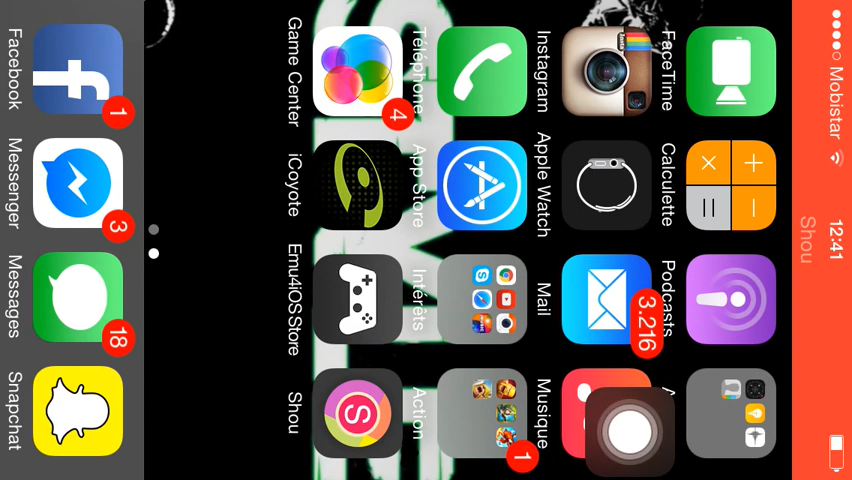 Mobistar 12:41
Shou
FaceTime Calculette Podcasts
3.216
Instagram Apple Watch Mail Musique
Téléphone App Store Intérêts Action
1
4
Game Center iCoyote Emu4IOSStore Shou
1 3 18
Facebook Messenger Messages Snapchat